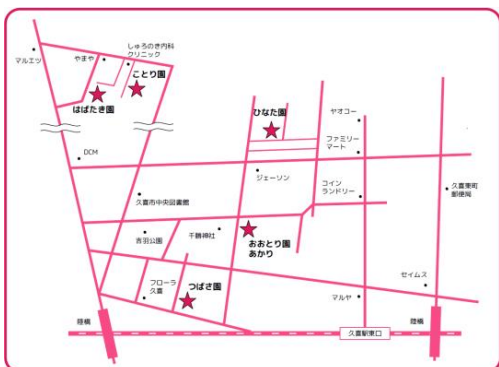 しゅろのき内科
クリニック
マルエツ
やまや
ことり園
はばたき園
ひなた園
ヤオコー
ファミリー
マート
DCM
ジェーソン
コイン
ランドリー
久喜東町
郵便局
久喜市中央図書館
吉羽公園
千勝神社
おおとり園
あかり
フローラ
久喜
つばさ園
セイムス
マルヤ
陸橋
陸橋
久喜駅東口